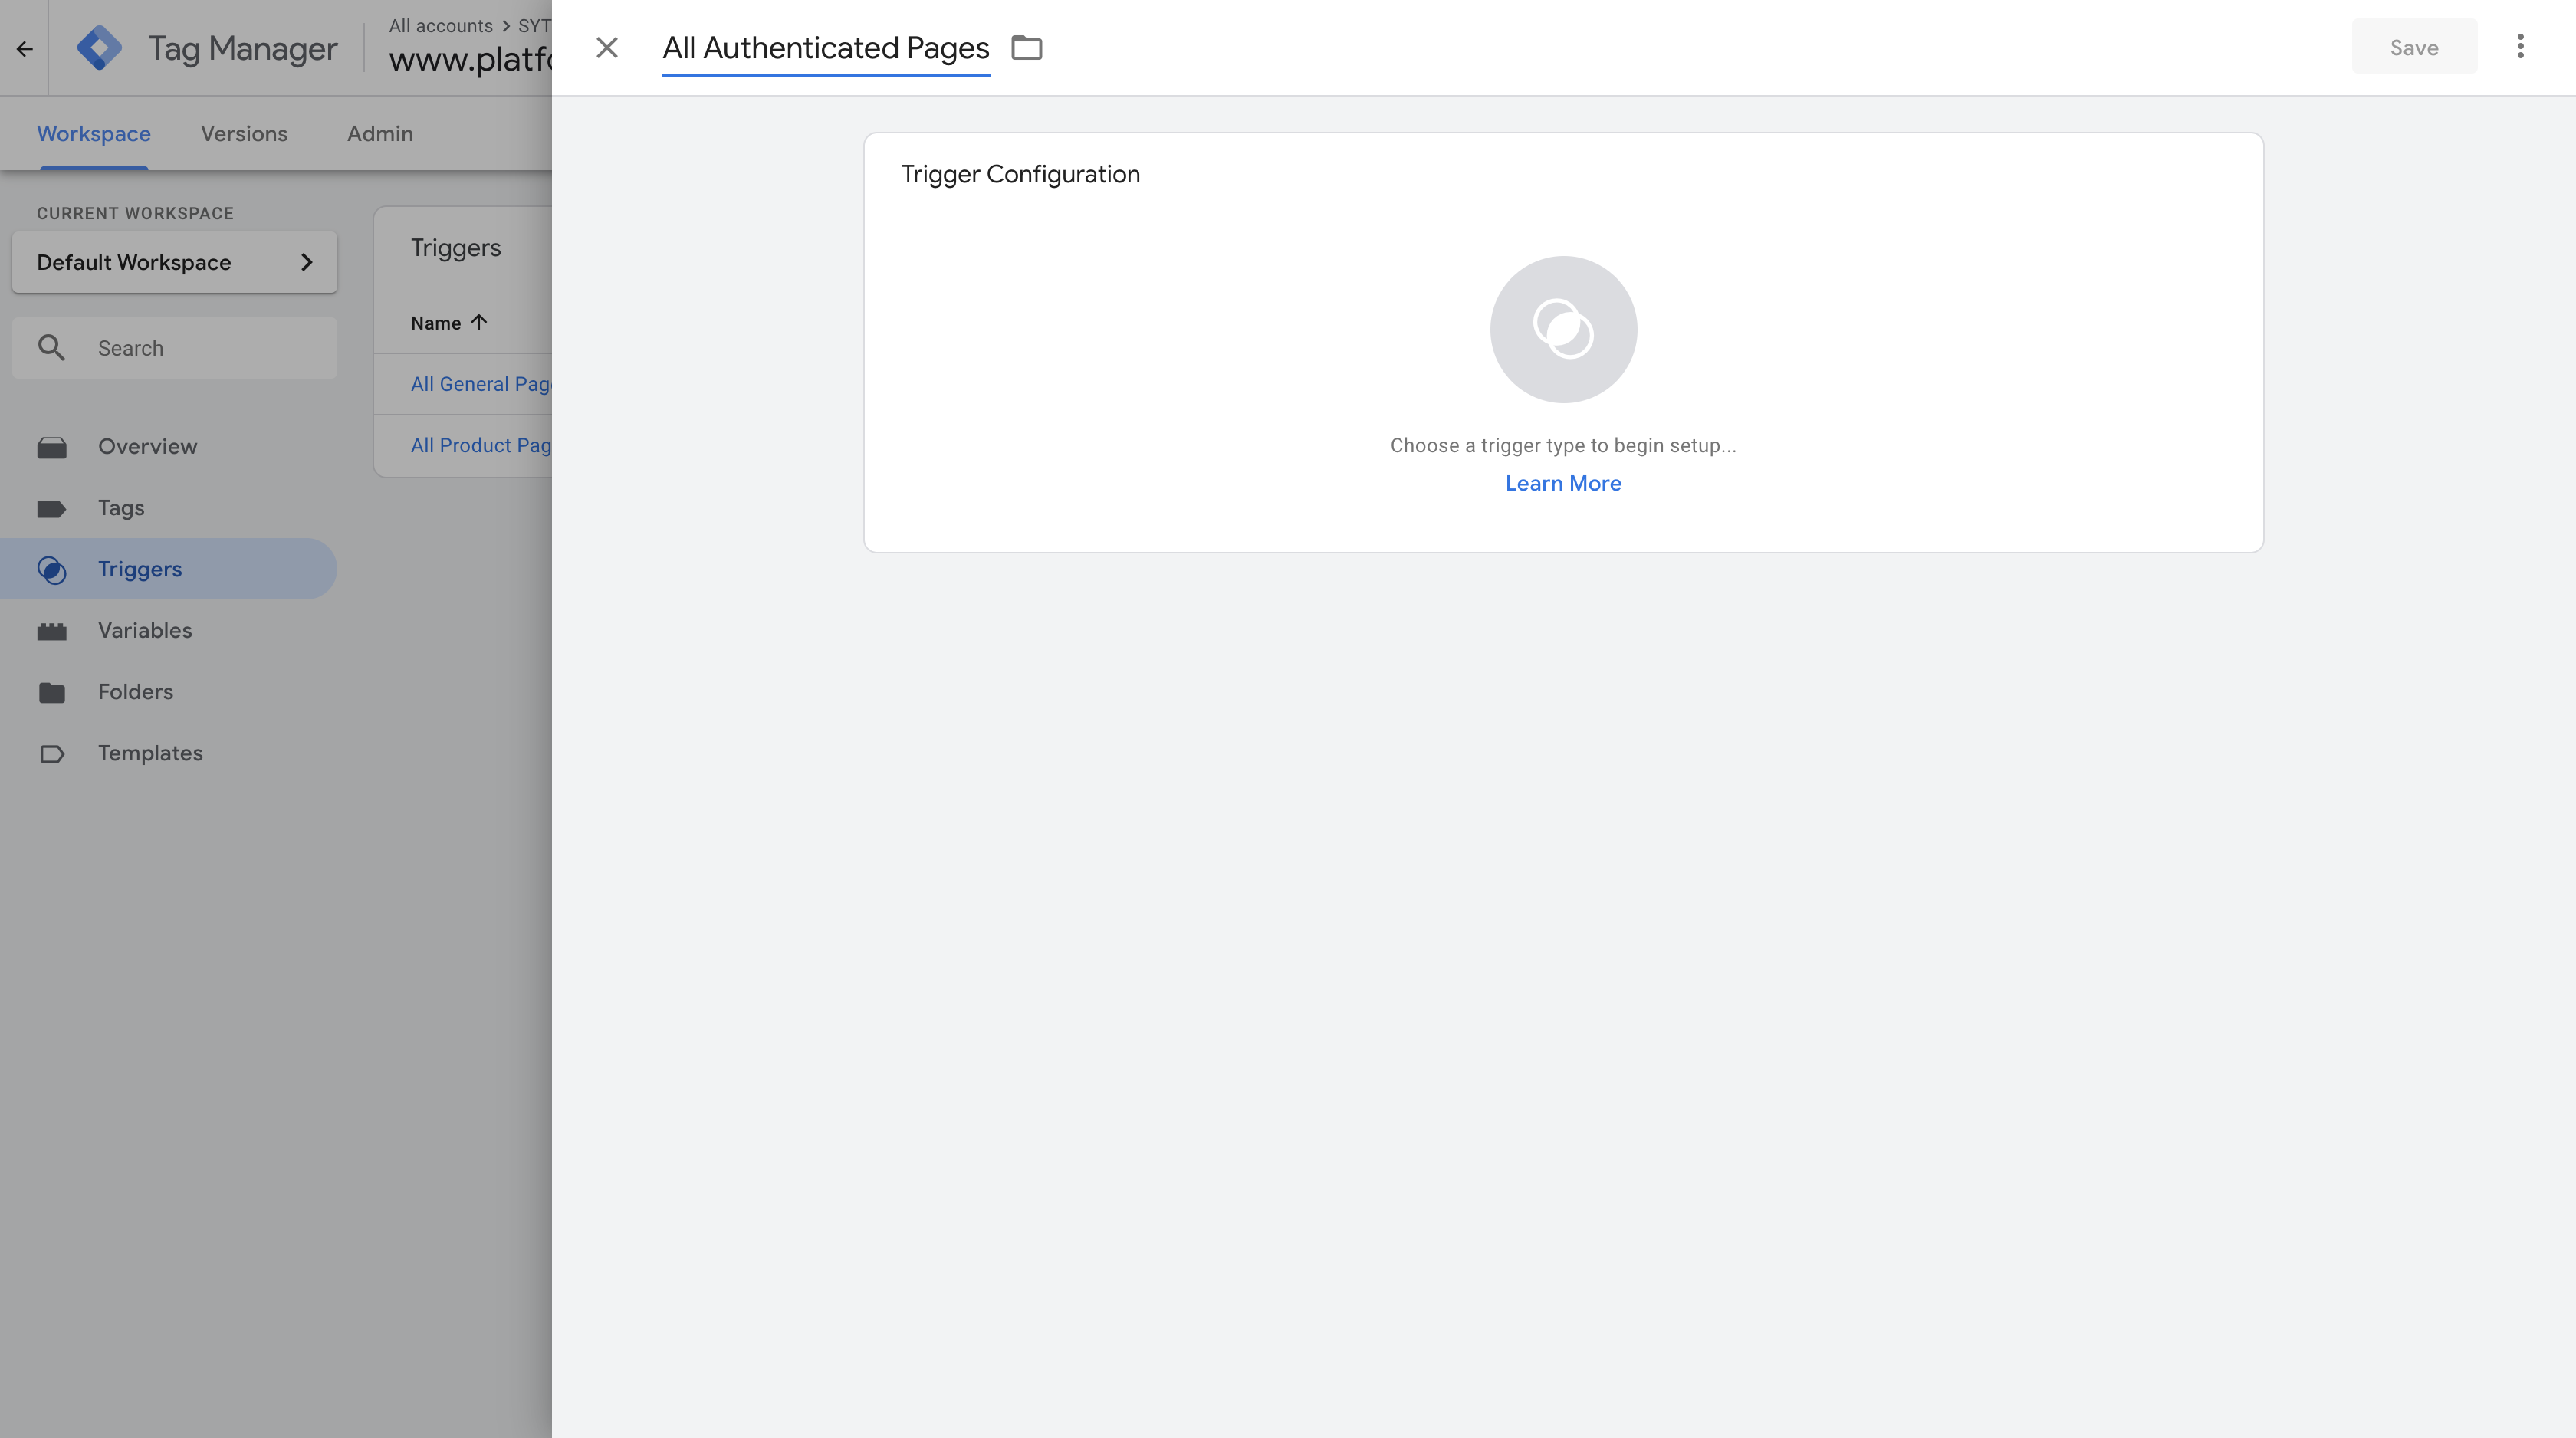 Tag Manager
All accounts > SYT
www.platfo
All Authenticated Pages
Save
Workspace
Versions
Admin
CURRENT WORKSPACE
Default Workspace
Search
Overview
Tags
Triggers
Variables
Folders
Templates
Triggers
Name
All General Pag
All Product Pag
Trigger Configuration
Choose a trigger type to begin setup...
Learn More